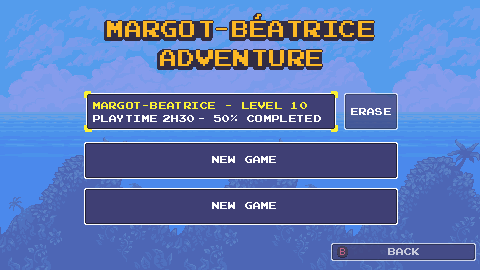 MARGOT-BÉATRICE
ADVENTURE
MARGOT-BEATRICE - LEVEL 10
PLAYTIME 2H30 - 50% COMPLETED
ERASE
NEW GAME
NEW GAME
B BACK